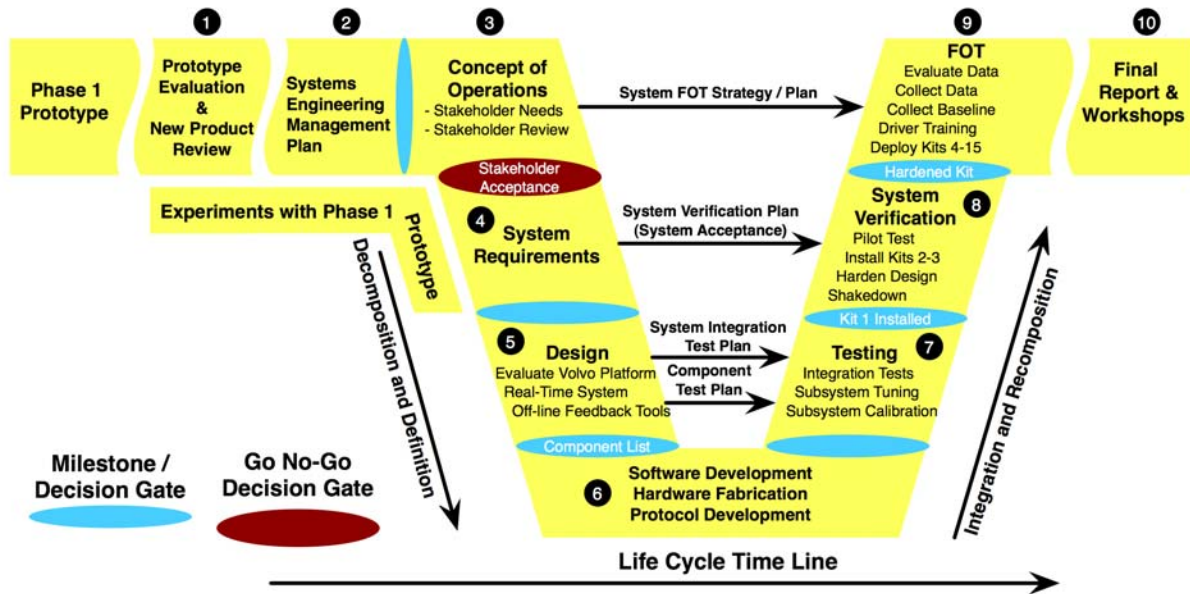 1
2
3
9
10
Phase 1
Prototype
Prototype
Evaluation
&
New Product
Review
Systems
Engineering
Management
Plan
Concept of
Operations
- Stakeholder Needs
- Stakeholder Review
System FOT Strategy / Plan
FOT
Evaluate Data
Collect Data
Collect Baseline
Driver Training
Deploy Kits 4-15
Final
Report &
Workshops
Stakeholder
Acceptance
Hardened Kit
Experiments with Phase 1
Prototype
4
System
Requirements
System Verification Plan
(System Acceptance)
8
System
Verification
Pilot Test
Install Kits 2-3
Harden Design
Shakedown
Kit 1 Installed
Decomposition and Definition
5
Design
Evaluate Volvo Platform
Real-Time System
Off-line Feedback Tools
System Integration
Test Plan
Component
Test Plan
7
Testing
Integration Tests
Subsystem Tuning
Subsystem Calibration
Integration and Recomposition
Component List
6
Software Development
Hardware Fabrication
Protocol Development
Milestone /
Decision Gate
Go No-Go
Decision Gate
Life Cycle Time Line